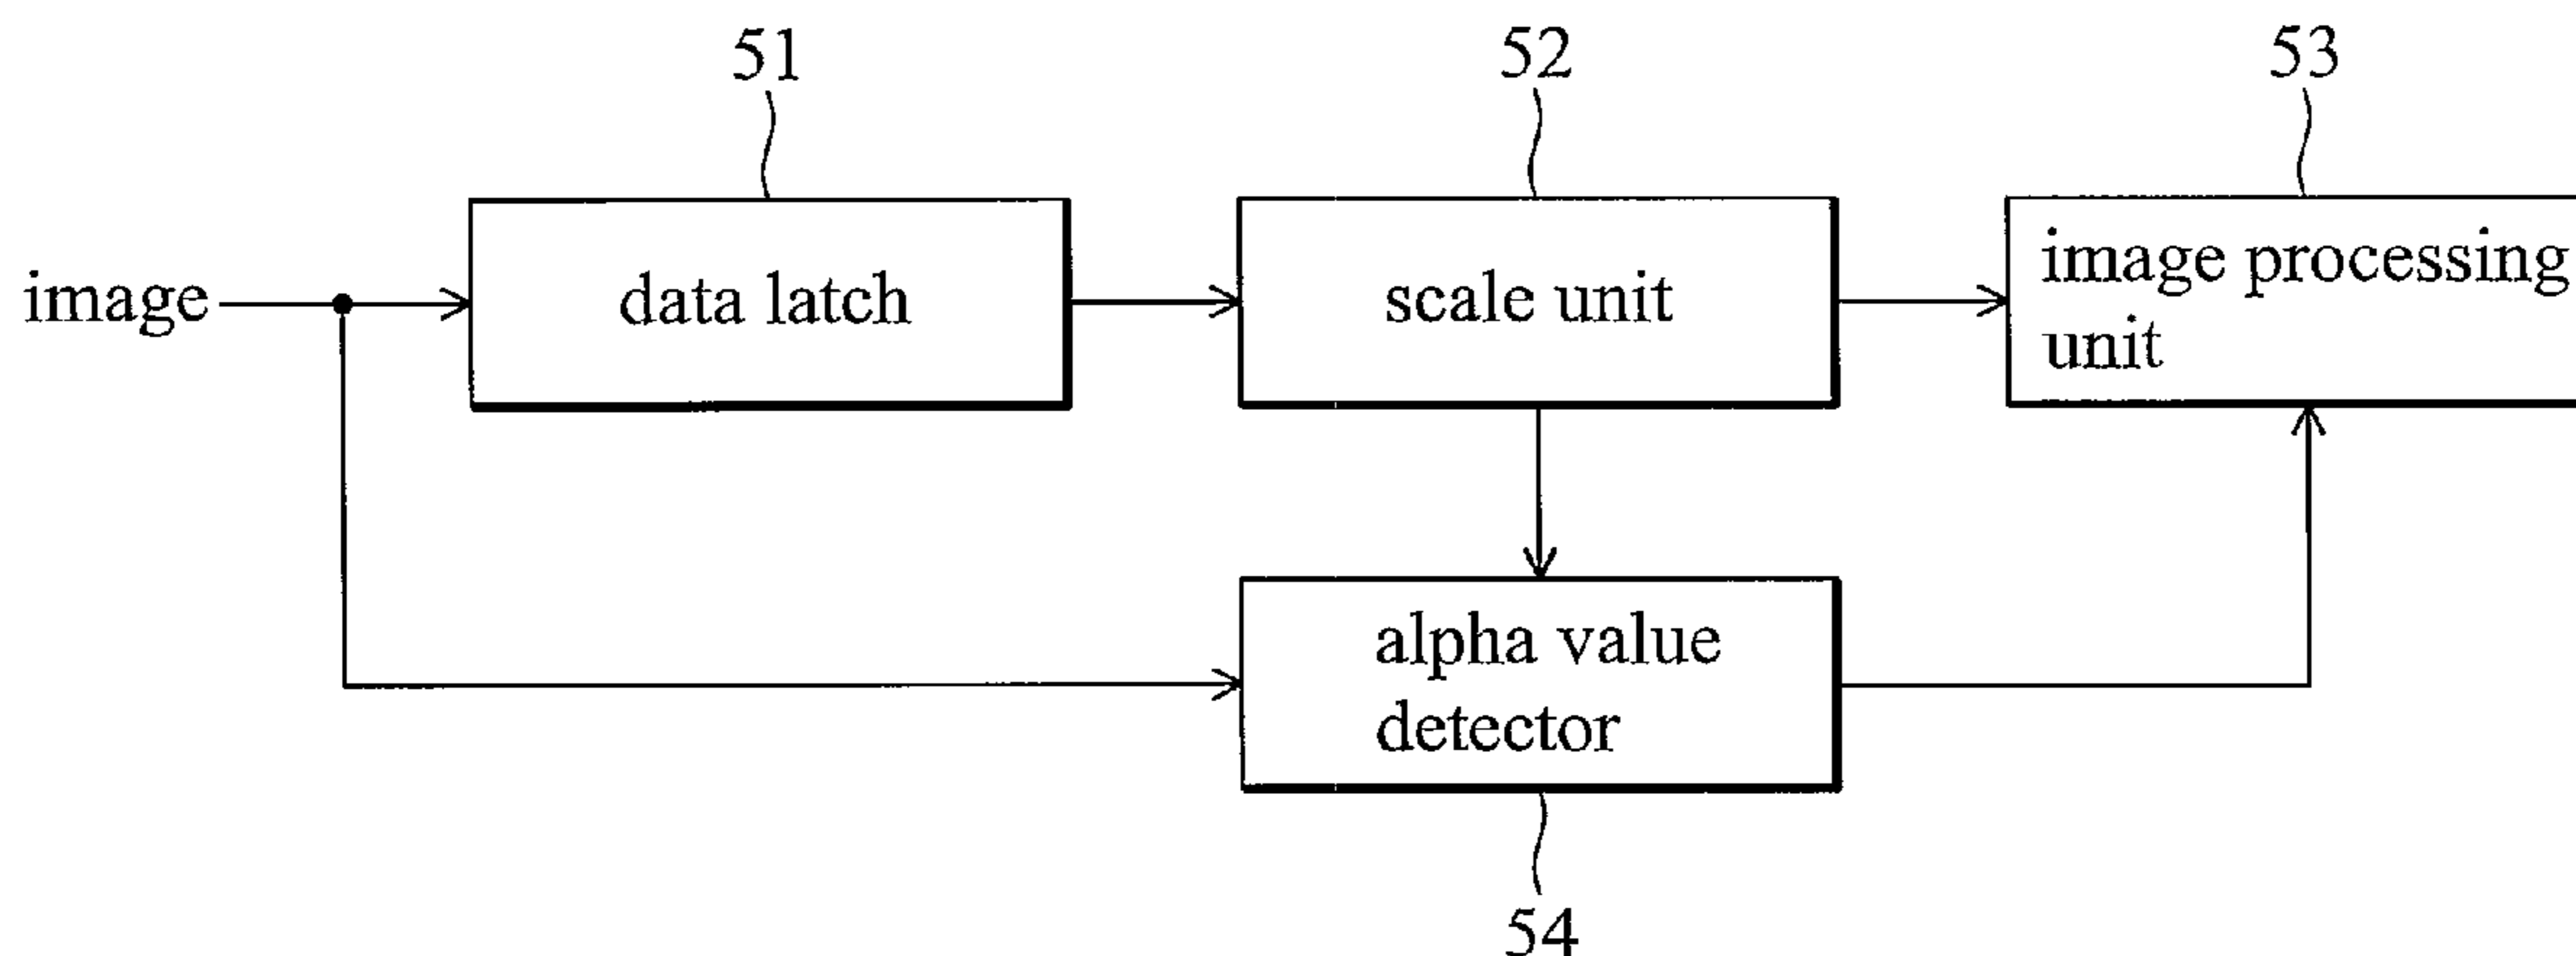 51
52
53
image
data latch
scale unit
image processing
unit
alpha value
detector
54